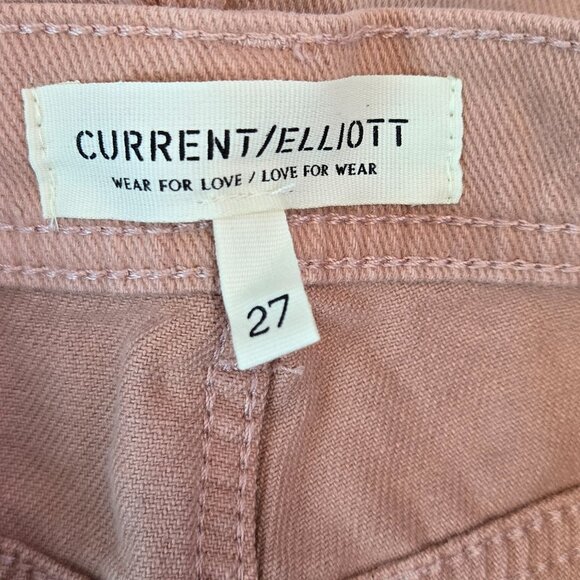 CURRENT/ELLIOTT
WEAR FOR LOVE / LOVE FOR WEAR
27